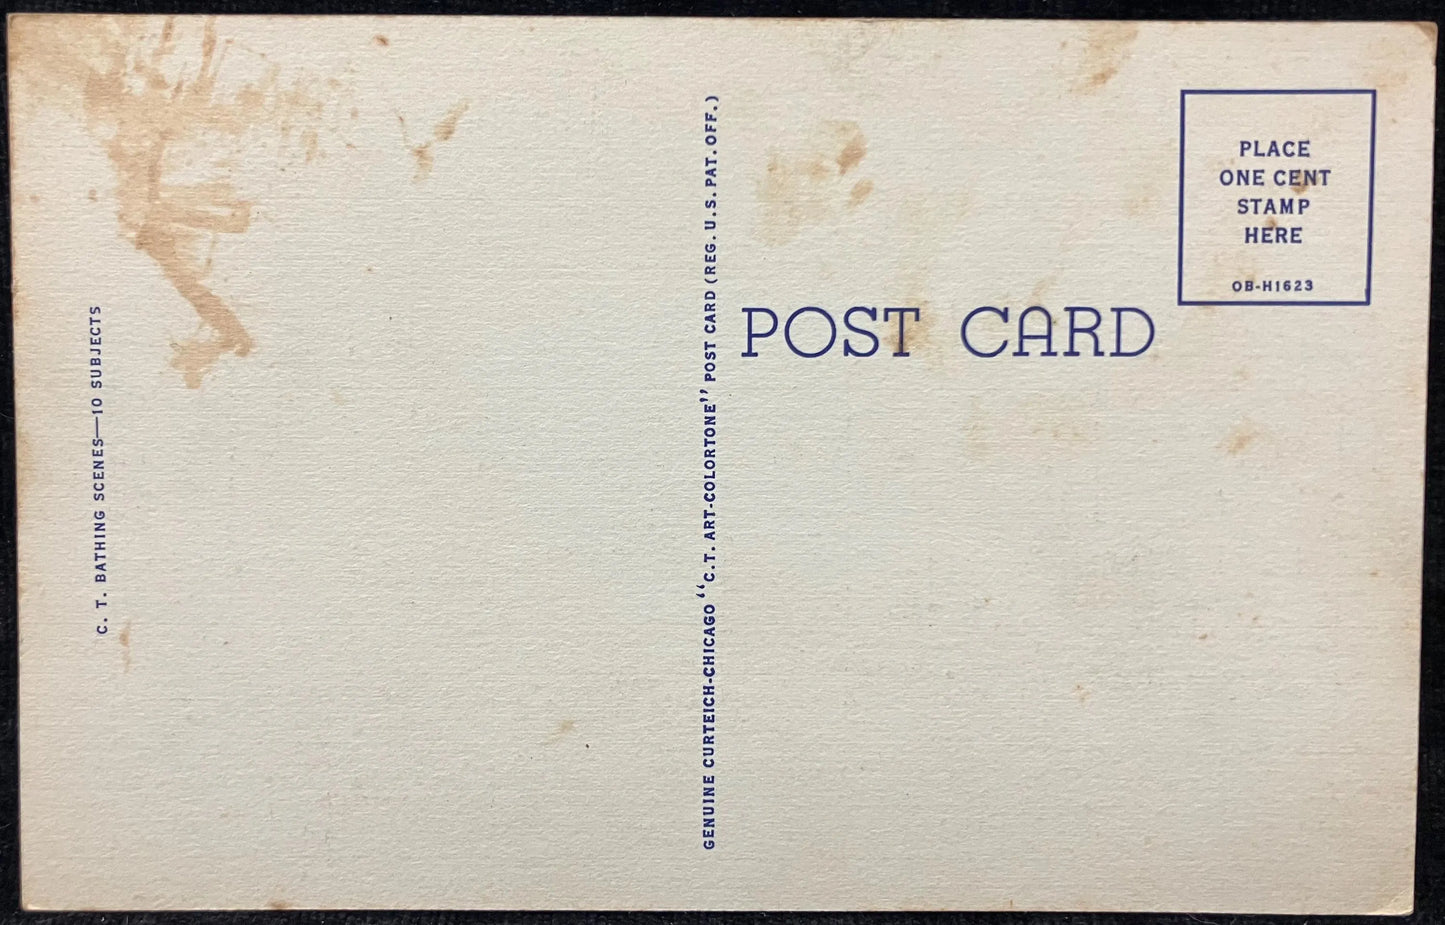 C. T. BATHING SCENES—10 SUBJECTS
GENUINE CURTEICH-CHICAGO "C.T. ART-COLORTONE" POST CARD (REG. U.S. PAT. OFF.)
POST CARD
PLACE
ONE CENT
STAMP
HERE
OB-H1623